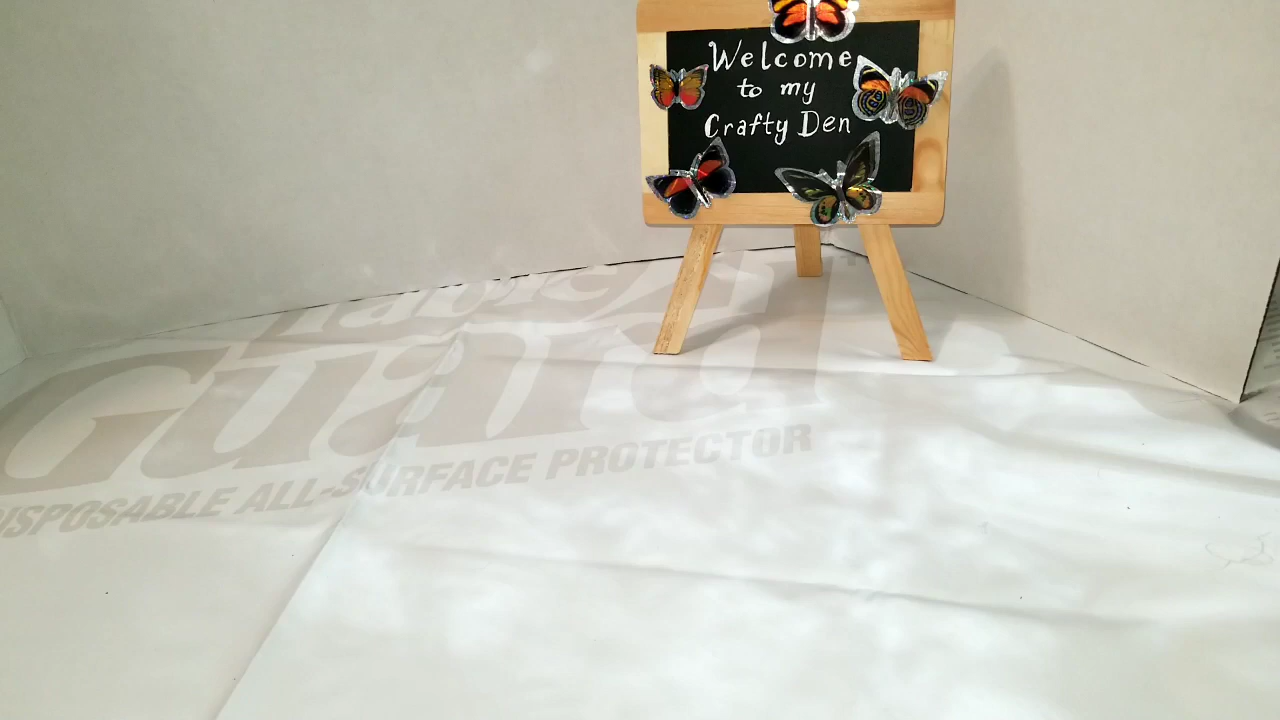 Welcome
to my
Crafty Den
Guard
DISPOSABLE ALL-SURFACE PROTECTOR